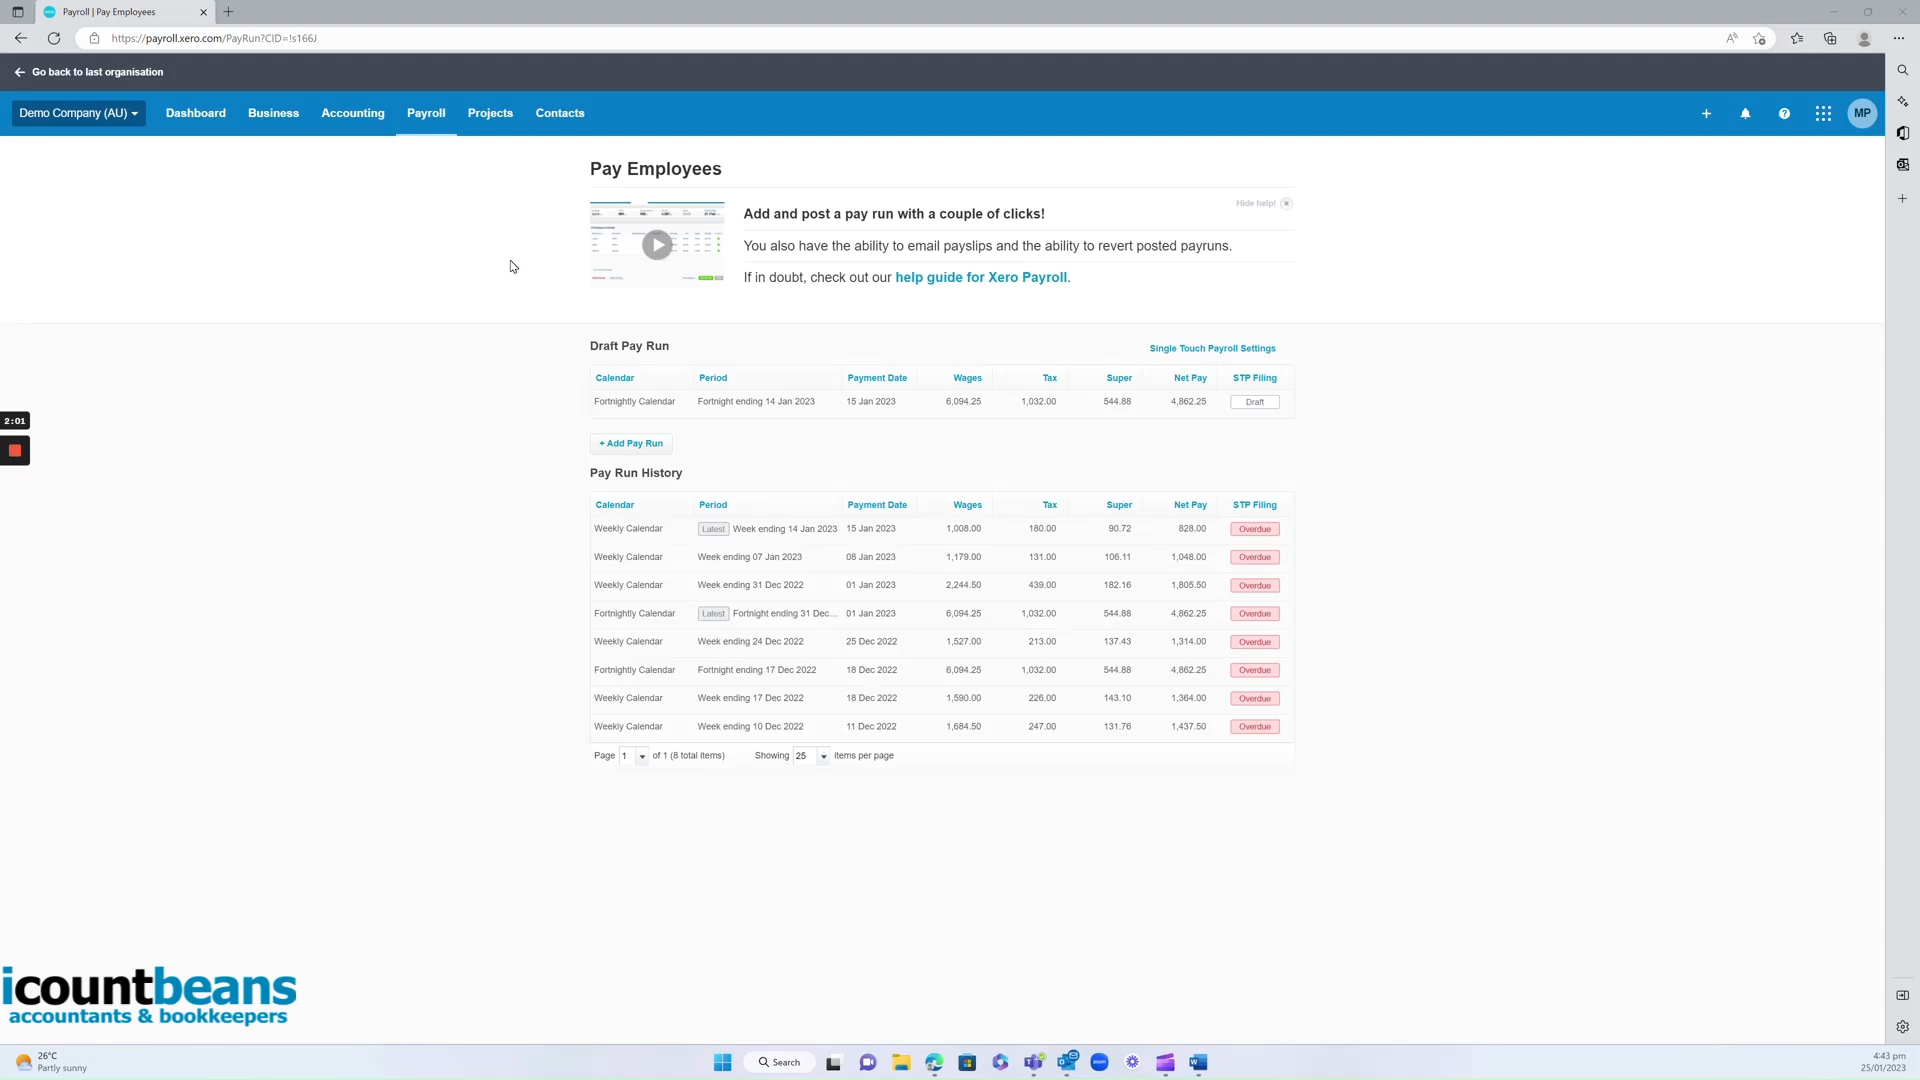 Payroll | Pay Employees
https://payroll.xero.com/PayRun?CID=!s166J
Go back to last organisation
Demo Company (AU) Dashboard Business Accounting Payroll Projects Contacts MP
Pay Employees
Hide help!
Add and post a pay run with a couple of clicks!
You also have the ability to email payslips and the ability to revert posted payruns.
If in doubt, check out our help guide for Xero Payroll.
Draft Pay Run Single Touch Payroll Settings
Calendar Period Payment Date Wages Tax Super Net Pay STP Filing
Fortnightly Calendar Fortnight ending 14 Jan 2023 15 Jan 2023 6,094.25 1,032.00 544.88 4,862.25 Draft
2:01
+ Add Pay Run
Pay Run History
Calendar Period Payment Date Wages Tax Super Net Pay STP Filing
Weekly Calendar Latest Week ending 14 Jan 2023 15 Jan 2023 1,008.00 180.00 90.72 828.00 Overdue
Weekly Calendar Week ending 07 Jan 2023 08 Jan 2023 1,179.00 131.00 106.11 1,048.00 Overdue
Weekly Calendar Week ending 31 Dec 2022 01 Jan 2023 2,244.50 439.00 182.16 1,805.50 Overdue
Fortnightly Calendar Latest Fortnight ending 31 Dec... 01 Jan 2023 6,094.25 1,032.00 544.88 4,862.25 Overdue
Weekly Calendar Week ending 24 Dec 2022 25 Dec 2022 1,527.00 213.00 137.43 1,314.00 Overdue
Fortnightly Calendar Fortnight ending 17 Dec 2022 18 Dec 2022 6,094.25 1,032.00 544.88 4,862.25 Overdue
Weekly Calendar Week ending 17 Dec 2022 18 Dec 2022 1,590.00 226.00 143.10 1,364.00 Overdue
Weekly Calendar Week ending 10 Dec 2022 11 Dec 2022 1,684.50 247.00 131.76 1,437.50 Overdue
Page 1 of 1 (8 total items) Showing 25 items per page
icountbeans
accountants & bookkeepers
26°C
Partly sunny
Search
zoom
4:43 pm
25/01/2023